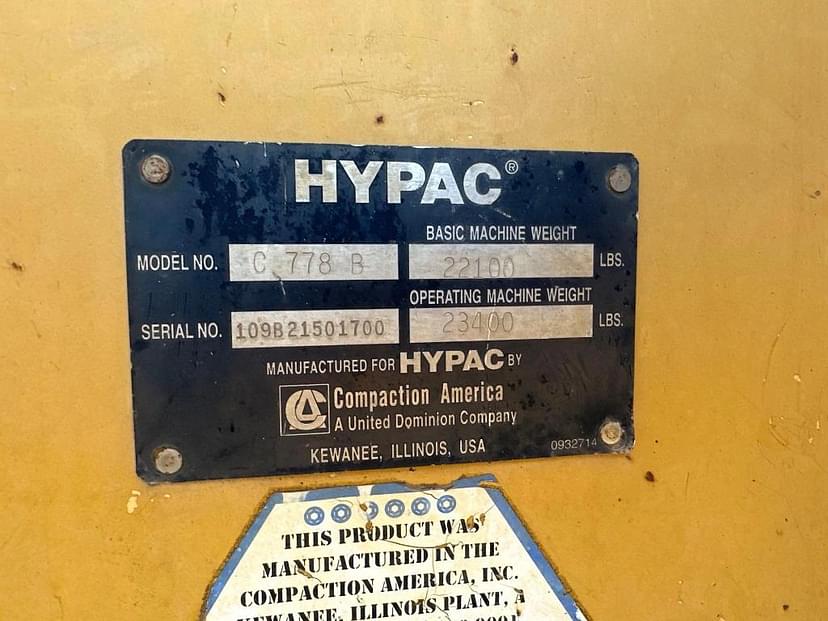 HYPAC®
BASIC MACHINE WEIGHT
MODEL NO. C 778 B 22100 LBS.
OPERATING MACHINE WEIGHT
SERIAL NO. 109B21501700 23400 LBS.
MANUFACTURED FOR HYPAC BY
CA Compaction America
A United Dominion Company
KEWANEE, ILLINOIS, USA 0932714
THIS PRODUCT WAS
MANUFACTURED IN THE
COMPACTION AMERICA, INC.
KEWANEE, ILLINOIS PLANT, A